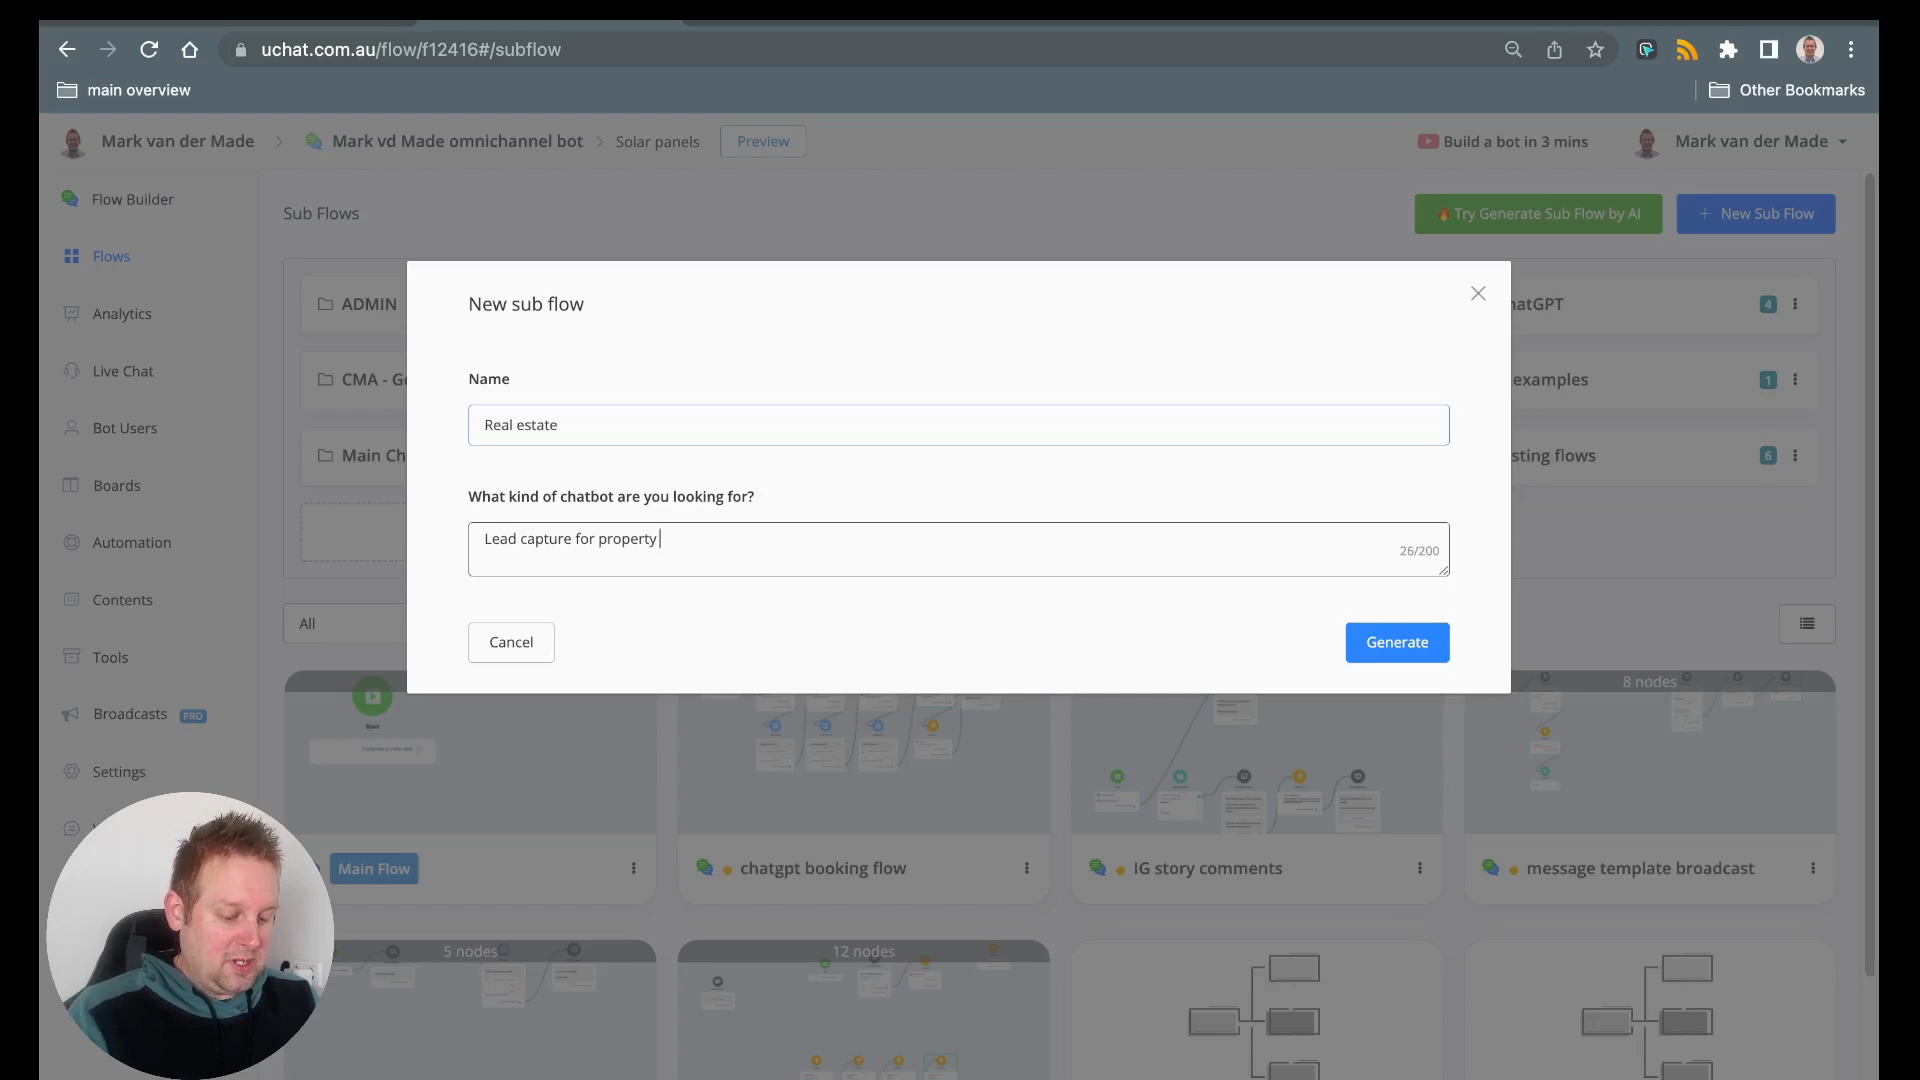 uchat.com.au/flow/f12416#/subflow
main overview
Other Bookmarks
Mark van der Made
Mark vd Made omnichannel bot
Solar panels
Preview
Build a bot in 3 mins
Mark van der Made
Flow Builder
Flows
Analytics
Live Chat
Bot Users
Boards
Automation
Contents
Tools
Broadcasts PRO
Settings
Sub Flows
Try Generate Sub Flow by AI
+ New Sub Flow
ADMIN
hatGPT
4
CMA - Go
examples
1
Main Ch
sting flows
6
New sub flow
Name
Real estate
What kind of chatbot are you looking for?
Lead capture for property
26/200
Cancel
Generate
All
Start
8 nodes
Main Flow
chatgpt booking flow
IG story comments
message template broadcast
5 nodes
12 nodes